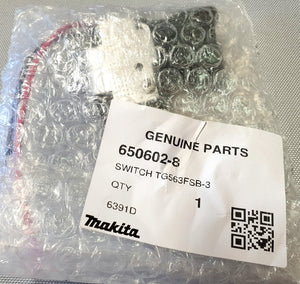 GENUINE PARTS
650602-8
SWITCH TG563FSB-3
QTY 1
6391D
makita